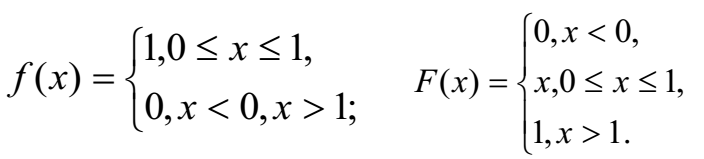 f(x) = { 1,0 ≤ x ≤ 1,
0, x < 0, x > 1;
F(x) = { 0, x < 0,
x,0 ≤ x ≤ 1,
1, x > 1.